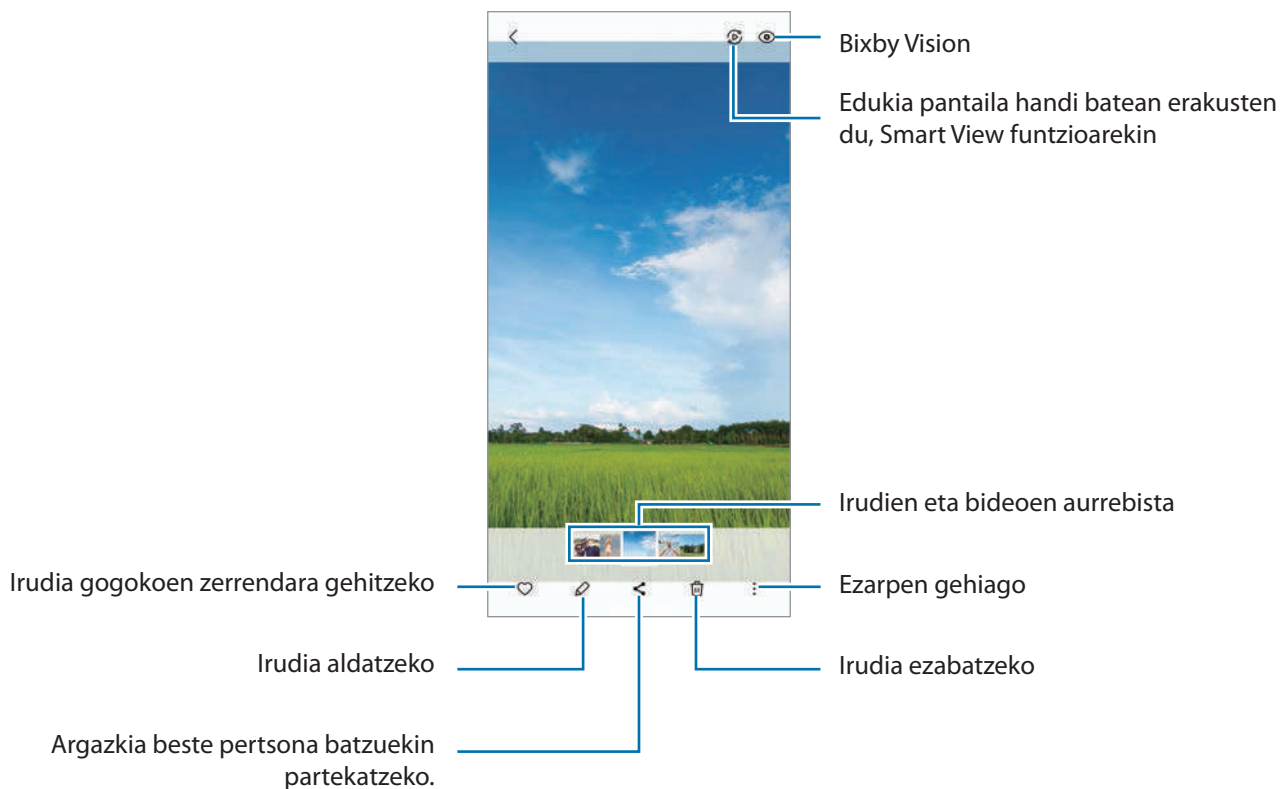 Bixby Vision
Edukia pantaila handi batean erakusten
du, Smart View funtzioarekin
Irudien eta bideoen aurrebista
Irudia gogokoen zerrendara gehitzeko
Ezarpen gehiago
Irudia aldatzeko
Irudia ezabatzeko
Argazkia beste pertsona batzuekin
partekatzeko.